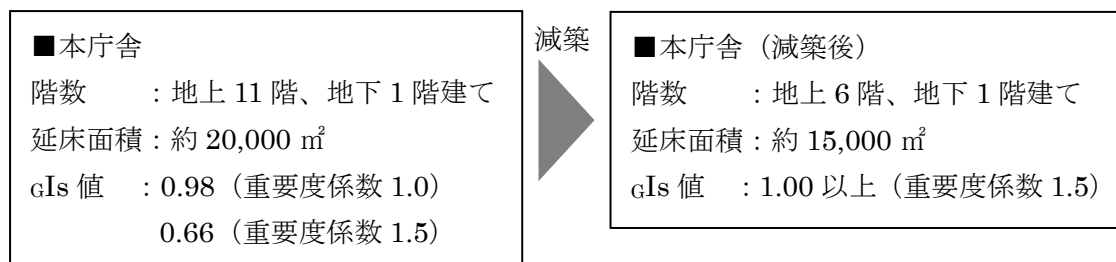 ■本庁舎
階数　　：地上 11 階、地下 1 階建て
延床面積：約 20,000 ㎡
GIs 値　：0.98（重要度係数 1.0）
0.66（重要度係数 1.5）
減築
■本庁舎（減築後）
階数　　：地上 6 階、地下 1 階建て
延床面積：約 15,000 ㎡
GIs 値　：1.00 以上（重要度係数 1.5）